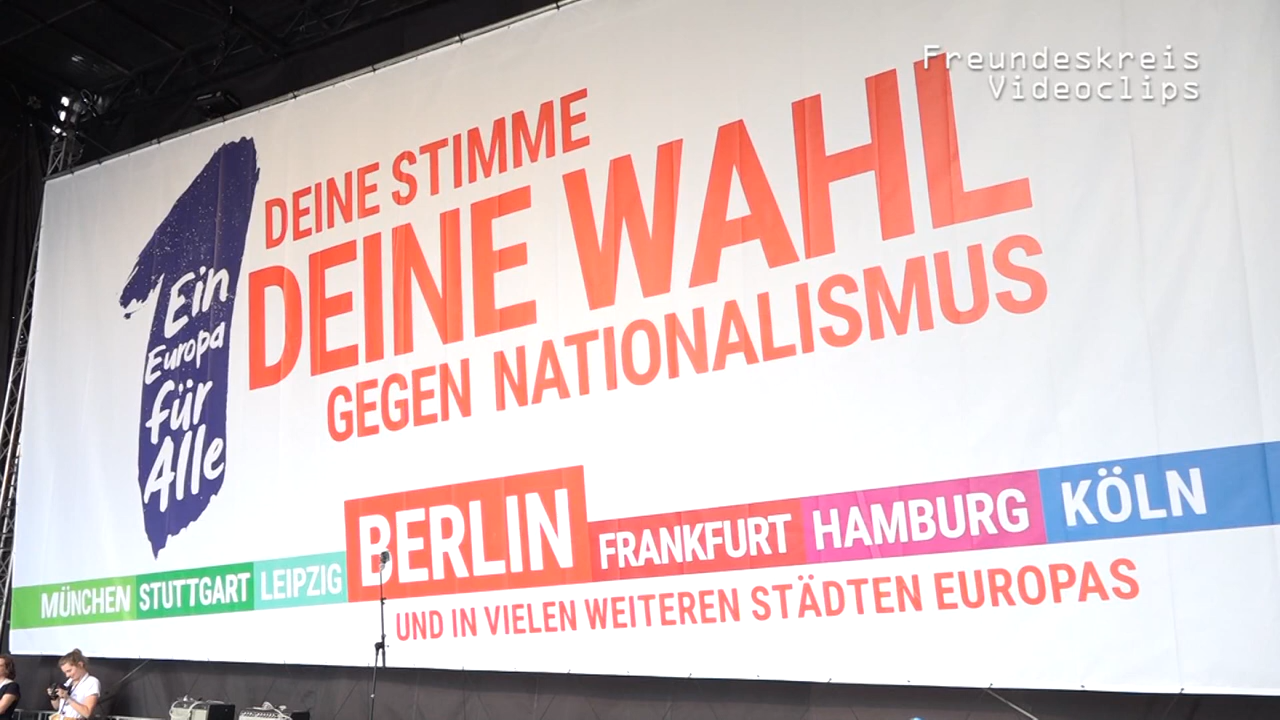 Freundeskreis
Videoclips
Ein
Europa
für
Alle
DEINE STIMME
DEINE WAHL
GEGEN NATIONALISMUS
MÜNCHEN STUTTGART LEIPZIG BERLIN FRANKFURT HAMBURG KÖLN
UND IN VIELEN WEITEREN STÄDTEN EUROPAS